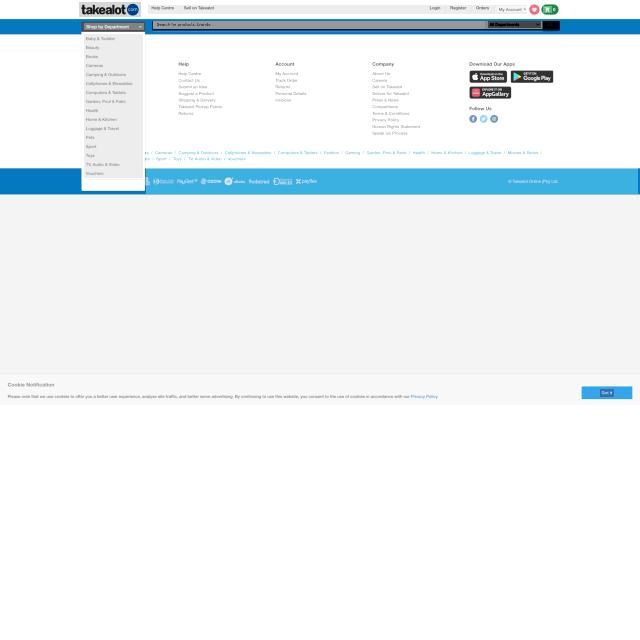 takealot.com
Help Centre
Sell on Takealot
Login
Register
Orders
My Account
0
Shop by Department
Search for products, brands
All Departments
Baby & Toddler
Beauty
Books
Cameras
Camping & Outdoors
Cellphones & Wearables
Computers & Tablets
Garden, Pool & Patio
Health
Home & Kitchen
Luggage & Travel
Pets
Sport
Toys
TV, Audio & Video
Vouchers
Help
Help Centre
Contact Us
Submit an Idea
Suggest a Product
Shipping & Delivery
Takealot Pickup Points
Returns
Account
My Account
Track Order
Returns
Personal Details
Invoices
Company
About Us
Careers
Sell on Takealot
Deliver for Takealot
Press & News
Competitions
Terms & Conditions
Privacy Policy
Human Rights Statement
Speak Up Process
Download Our Apps
Download on the
App Store
GET IT ON
Google Play
EXPLORE IT ON
AppGallery
Follow Us
/ Cameras / Camping & Outdoors / Cellphones & Wearables / Computers & Tablets / Fashion / Gaming / Garden, Pool & Patio / Health / Home & Kitchen / Luggage & Travel / Movies & Series /
/ Sport / Toys / TV, Audio & Video / Vouchers
PayFast
ozow
eBucks
mobicred
payflex
© Takealot Online (Pty) Ltd.
Cookie Notification
Please note that we use cookies to offer you a better user experience, analyse site traffic, and better serve advertising. By continuing to use this website, you consent to the use of cookies in accordance with our Privacy Policy.
Got it